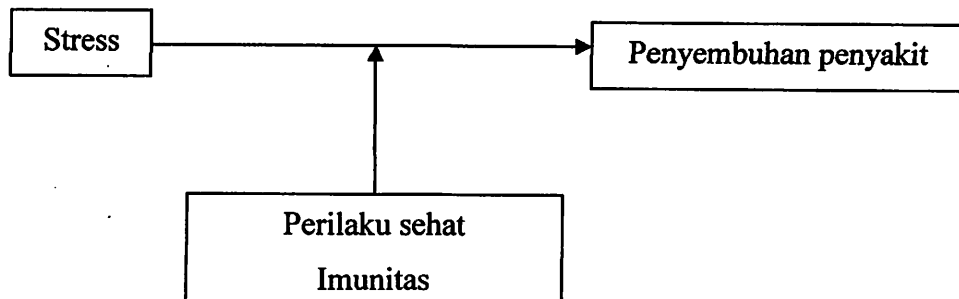 Stress
Penyembuhan penyakit
Perilaku sehat
Imunitas